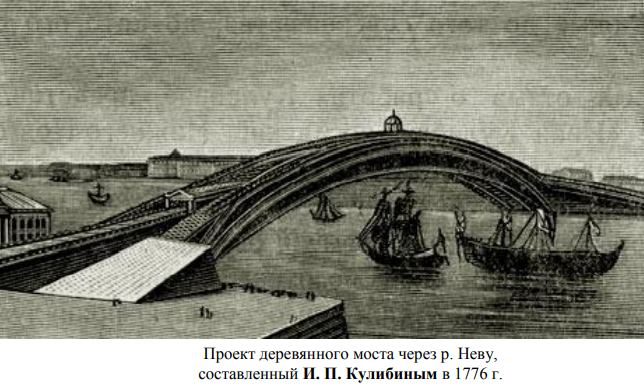 Проект деревянного моста через р. Неву,
составленный И. П. Кулибиным в 1776 г.